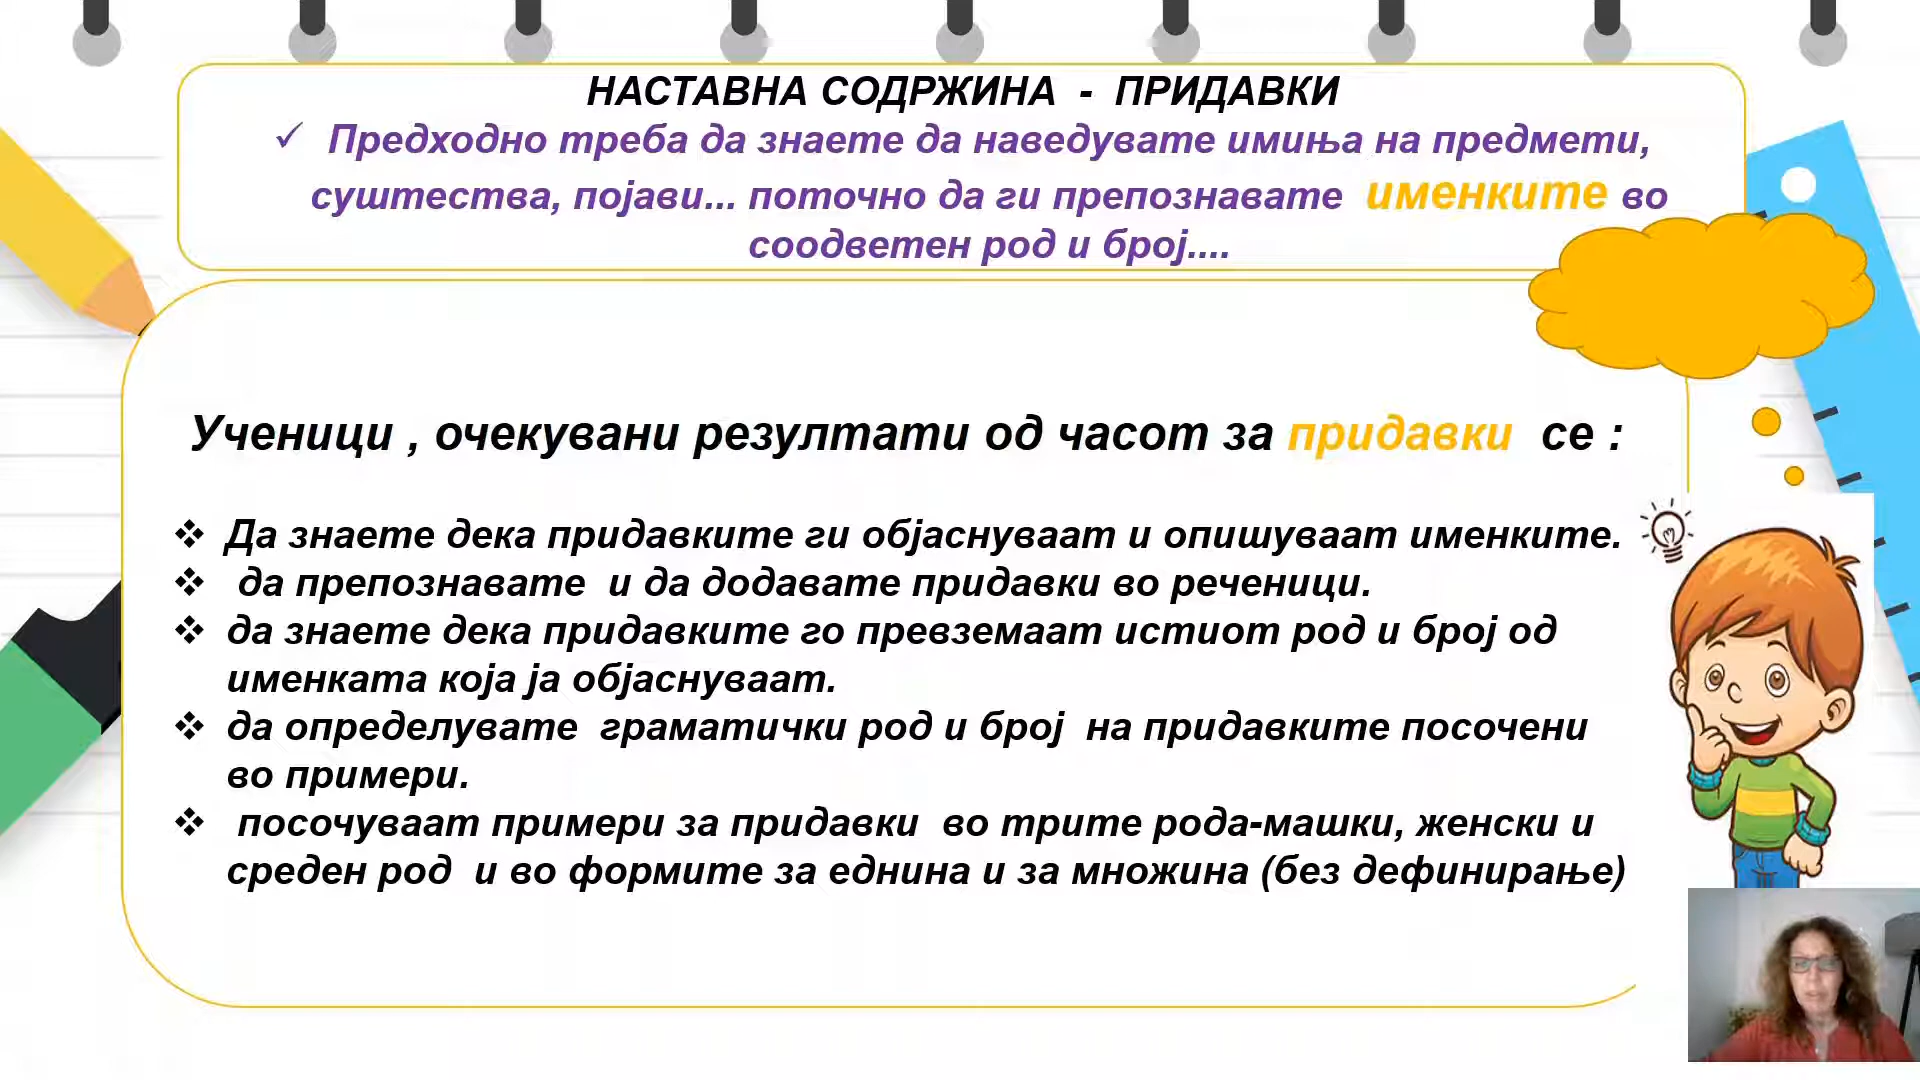 НАСТАВНА СОДРЖИНА - ПРИДАВКИ
✓ Предходно треба да знаете да наведувате имиња на предмети,
суштества, појави... поточно да ги препознавате именките во
соодветен род и број....
Ученици , очекувани резултати од часот за придавки се :
❖ Да знаете дека придавките ги објаснуваат и опишуваат именките.
❖ да препознавате и да додавате придавки во реченици.
❖ да знаете дека придавките го превземаат истиот род и број од
именката која ја објаснуваат.
❖ да определувате граматички род и број на придавките посочени
во примери.
❖ посочуваат примери за придавки во трите рода-машки, женски и
среден род и во формите за еднина и за множина (без дефинирање)